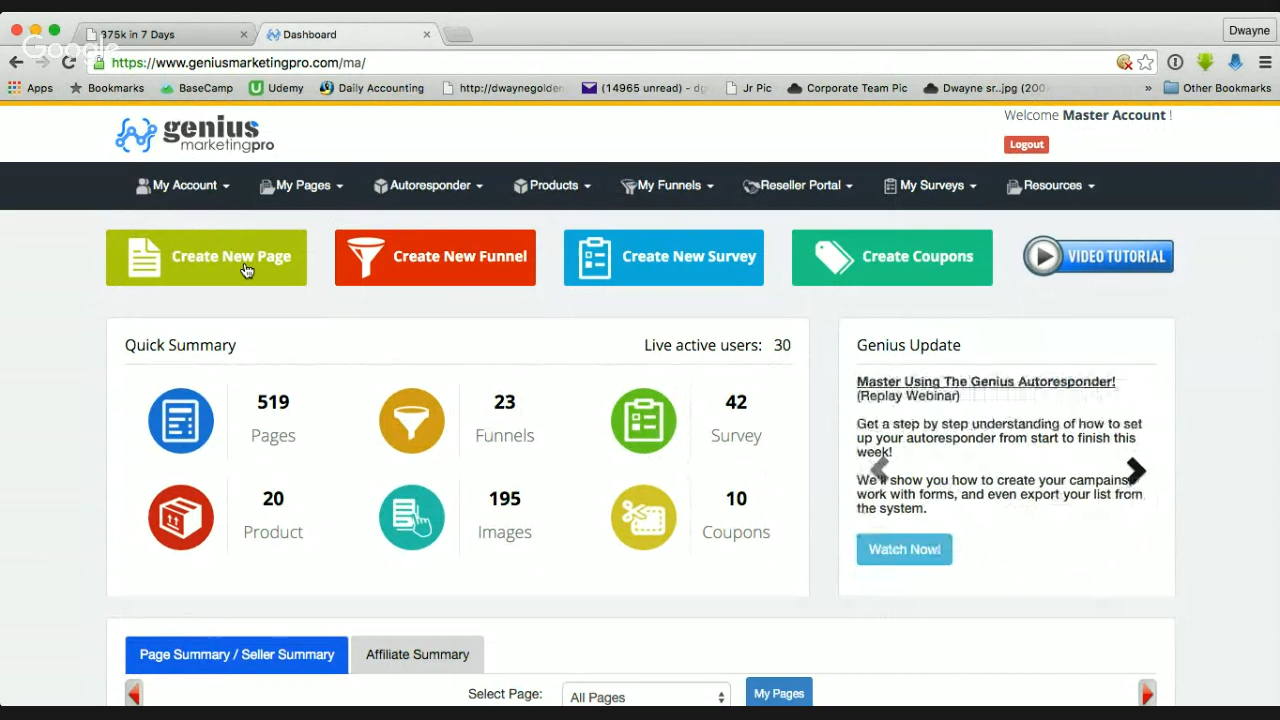 375k in 7 Days
Dashboard
Dwayne
Google
https://www.geniusmarketingpro.com/ma/
Apps
Bookmarks
BaseCamp
Udemy
Daily Accounting
http://dwaynegolden
(14965 unread) - dg
Jr Pic
Corporate Team Pic
Dwayne sr..jpg (200
»
Other Bookmarks
genius
marketingpro
Welcome Master Account !
Logout
My Account
My Pages
Autoresponder
Products
My Funnels
Reseller Portal
My Surveys
Resources
Create New Page
Create New Funnel
Create New Survey
Create Coupons
VIDEO TUTORIAL
Quick Summary
Live active users: 30
519
Pages
23
Funnels
42
Survey
20
Product
195
Images
10
Coupons
Genius Update
Master Using The Genius Autoresponder!
(Replay Webinar)
Get a step by step understanding of how to set
up your autoresponder from start to finish this
week!
We'll show you how to create your campains,
work with forms, and even export your list from
the system.
Watch Now!
Page Summary / Seller Summary
Affiliate Summary
Select Page:
All Pages
My Pages